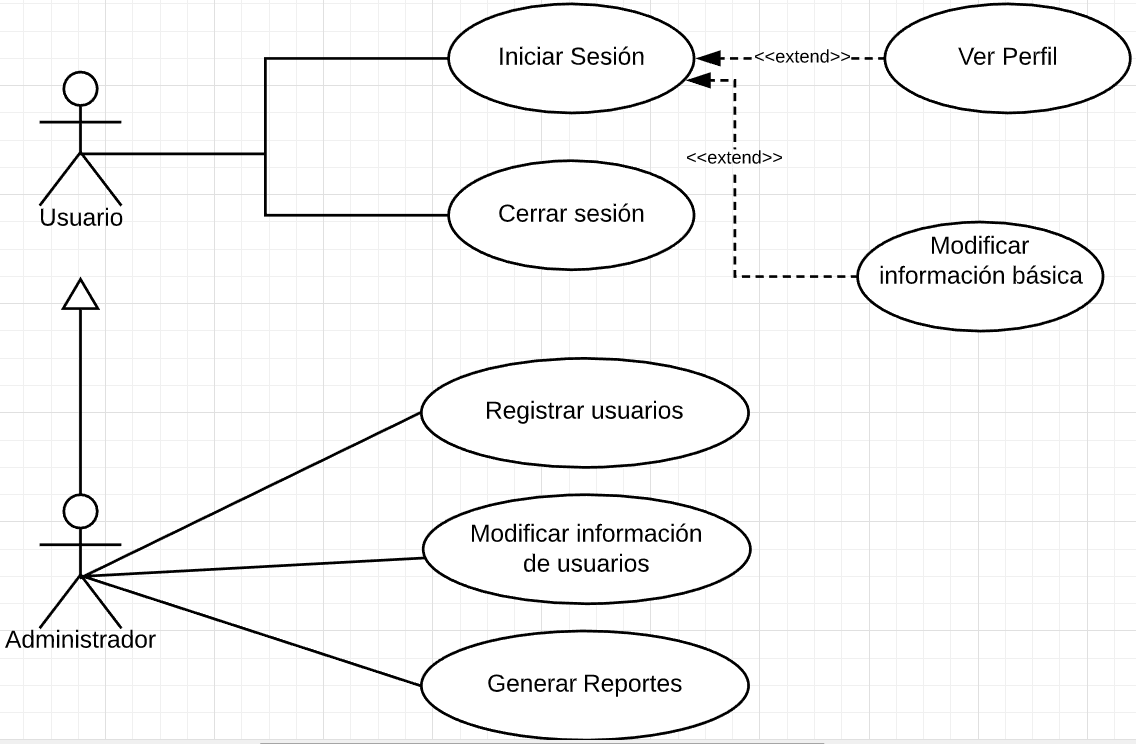 Iniciar Sesión
<<extend>>
Ver Perfil
<<extend>>
Usuario
Cerrar sesión
Modificar
información básica
Registrar usuarios
Modificar información
de usuarios
Administrador
Generar Reportes